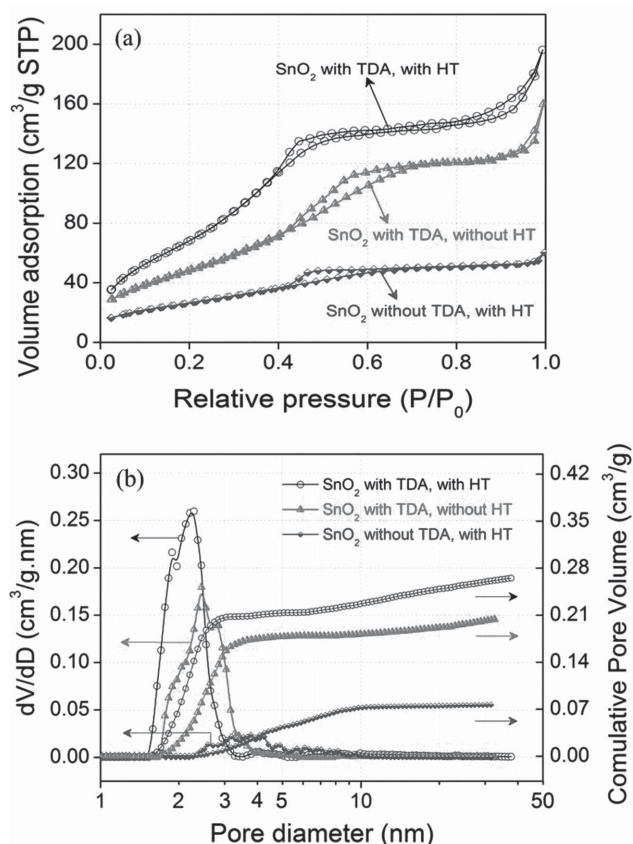 (a)
200
160
120
80
40
0
Volume adsorption (cm³/g STP)
SnO₂ with TDA, with HT
SnO₂ with TDA, without HT
SnO₂ without TDA, with HT
0.0 0.2 0.4 0.6 0.8 1.0
Relative pressure (P/P₀)
(b)
0.30
0.25
0.20
0.15
0.10
0.05
0.00
dV/dD (cm³/g.nm)
SnO₂ with TDA, with HT
SnO₂ with TDA, without HT
SnO₂ without TDA, with HT
0.42
0.35
0.28
0.21
0.14
0.07
0.00
Comulative Pore Volume (cm³/g)
1 2 3 4 5 10 50
Pore diameter (nm)